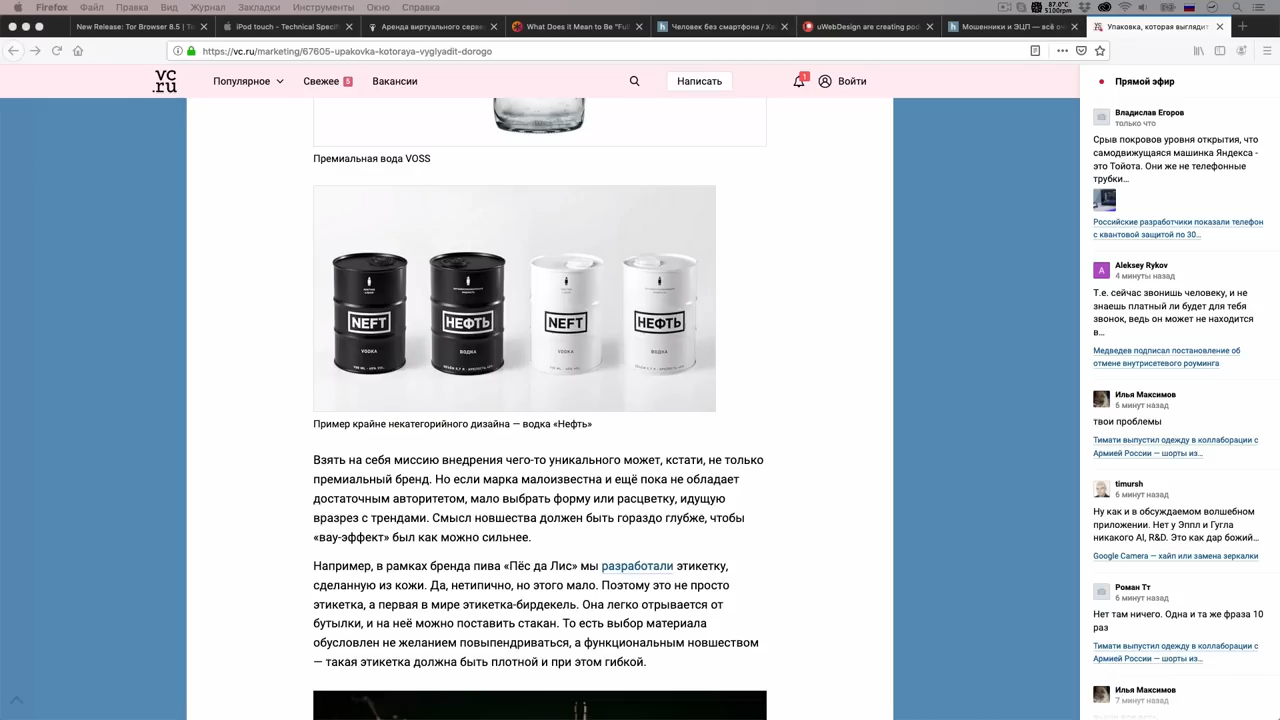 Firefox Файл Правка Вид Журнал Закладки Инструменты Окно Справка
New Release: Tor Browser 8.5 | To
iPod touch - Technical Specifi
Аренда виртуального серве
What Does it Mean to Be "Full
Человек без смартфона / Хо
uWebDesign are creating pod
Мошенники и ЭЦП — всё оч
Упаковка, которая выглядит
https://vc.ru/marketing/67605-upakovka-kotoraya-vyglyadit-dorogo
vc
.ru
Популярное
Свежее 5
Вакансии
Написать
1
Войти
Премиальная вода VOSS
NEFT
VODKA
НЕФТЬ
ВОДКА
NEFT
VODKA
НЕФТЬ
ВОДКА
Пример крайне некатегорийного дизайна — водка «Нефть»
Взять на себя миссию внедрения чего-то уникального может, кстати, не только
премиальный бренд. Но если марка малоизвестна и ещё пока не обладает
достаточным авторитетом, мало выбрать форму или расцветку, идущую
вразрез с трендами. Смысл новшества должен быть гораздо глубже, чтобы
«вау-эффект» был как можно сильнее.
Например, в рамках бренда пива «Пёс да Лис» мы разработали этикетку,
сделанную из кожи. Да, нетипично, но этого мало. Поэтому это не просто
этикетка, а первая в мире этикетка-бирдекель. Она легко отрывается от
бутылки, и на неё можно поставить стакан. То есть выбор материала
обусловлен не желанием повыпендриваться, а функциональным новшеством
— такая этикетка должна быть плотной и при этом гибкой.
Прямой эфир
Владислав Егоров
только что
Срыв покровов уровня открытия, что
самодвижущаяся машинка Яндекса -
это Тойота. Они же не телефонные
трубки…
Российские разработчики показали телефон
с квантовой защитой по 30…
A
Aleksey Rykov
4 минуты назад
Т.е. сейчас звонишь человеку, и не
знаешь платный ли будет для тебя
звонок, ведь он может не находится
в…
Медведев подписал постановление об
отмене внутрисетевого роуминга
Илья Максимов
6 минут назад
твои проблемы
Тимати выпустил одежду в коллаборации с
Армией России — шорты из…
timursh
6 минут назад
Ну как и в обсуждаемом волшебном
приложении. Нет у Эппл и Гугла
никакого AI, R&D. Это как дар божий…
Google Camera — хайп или замена зеркалки
Роман Тт
6 минут назад
Нет там ничего. Одна и та же фраза 10
раз
Тимати выпустил одежду в коллаборации с
Армией России — шорты из…
Илья Максимов
7 минут назад